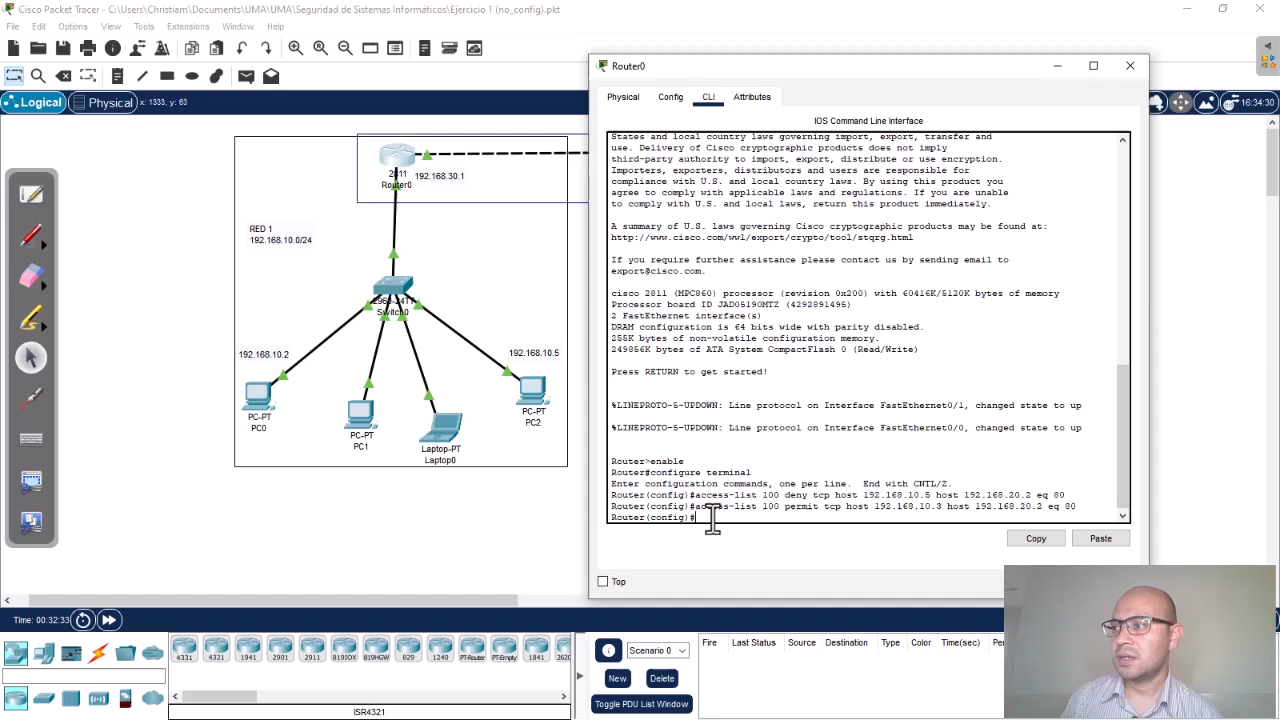 Cisco Packet Tracer - C:\Users\Christiam\Documents\UMA\UMA\Seguridad de Sistemas Informáticos\Ejercicio 1 (no_config).pkt
File Edit Options View Tools Extensions Window Help
Logical Physical x: 1333, y: 63
16:34:30
Router0
Physical Config CLI Attributes
IOS Command Line Interface
States and local country laws governing import, export, transfer and
use. Delivery of Cisco cryptographic products does not imply
third-party authority to import, export, distribute or use encryption.
Importers, exporters, distributors and users are responsible for
compliance with U.S. and local country laws. By using this product you
agree to comply with applicable laws and regulations. If you are unable
to comply with U.S. and local laws, return this product immediately.
A summary of U.S. laws governing Cisco cryptographic products may be found at:
http://www.cisco.com/wwl/export/crypto/tool/stqrg.html
If you require further assistance please contact us by sending email to
export@cisco.com.
cisco 2811 (MPC860) processor (revision 0x200) with 60416K/5120K bytes of memory
Processor board ID JAD05190MTZ (4292891495)
2 FastEthernet interface(s)
DRAM configuration is 64 bits wide with parity disabled.
255K bytes of non-volatile configuration memory.
249856K bytes of ATA System CompactFlash 0 (Read/Write)
Press RETURN to get started!
%LINEPROTO-5-UPDOWN: Line protocol on Interface FastEthernet0/1, changed state to up
%LINEPROTO-5-UPDOWN: Line protocol on Interface FastEthernet0/0, changed state to up
Router>enable
Router#configure terminal
Enter configuration commands, one per line. End with CNTL/Z.
Router(config)#access-list 100 deny tcp host 192.168.10.5 host 192.168.20.2 eq 80
Router(config)#access-list 100 permit tcp host 192.168.10.3 host 192.168.20.2 eq 80
Router(config)#
Copy Paste
Top
2811
Router0
192.168.30.1
RED 1
192.168.10.0/24
2960-24TT
Switch0
192.168.10.2
192.168.10.5
PC-PT
PC0
PC-PT
PC1
Laptop-PT
Laptop0
PC-PT
PC2
Time: 00:32:33
4331 4321 1941 2901 2911 819IOX 819HGW 829 1240 PT-Router PT-Empty 1841 2620
ISR4321
Scenario 0
New Delete
Toggle PDU List Window
Fire Last Status Source Destination Type Color Time(sec)